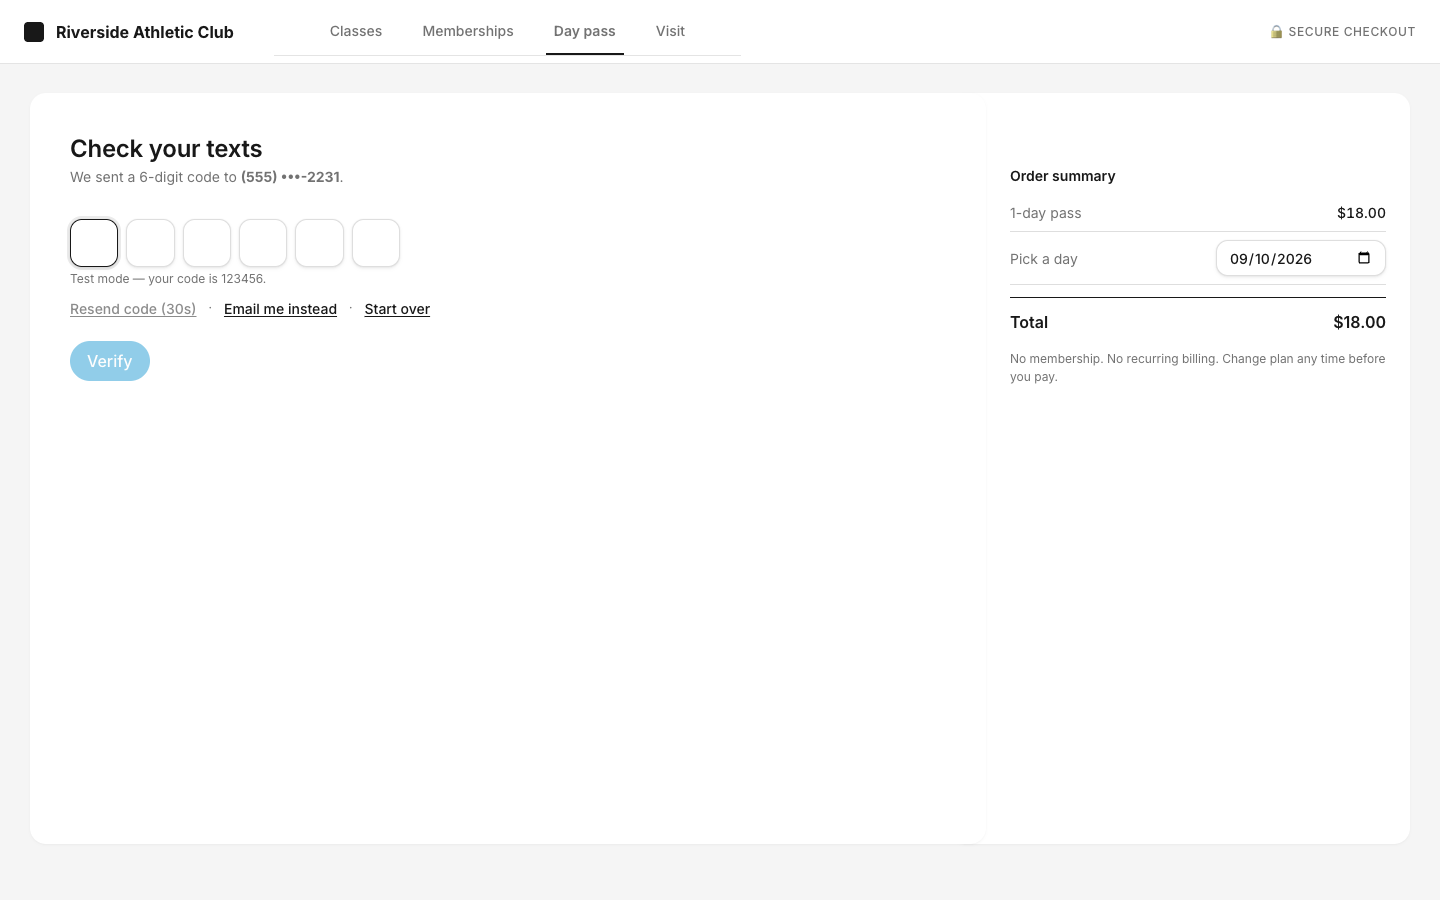 Riverside Athletic Club
Classes
Memberships
Day pass
Visit
🔒 SECURE CHECKOUT
Check your texts
We sent a 6-digit code to (555) •••-2231.
Test mode — your code is 123456.
Resend code (30s) · Email me instead · Start over
Verify
Order summary
1-day pass $18.00
Pick a day 09/10/2026
Total $18.00
No membership. No recurring billing. Change plan any time before
you pay.